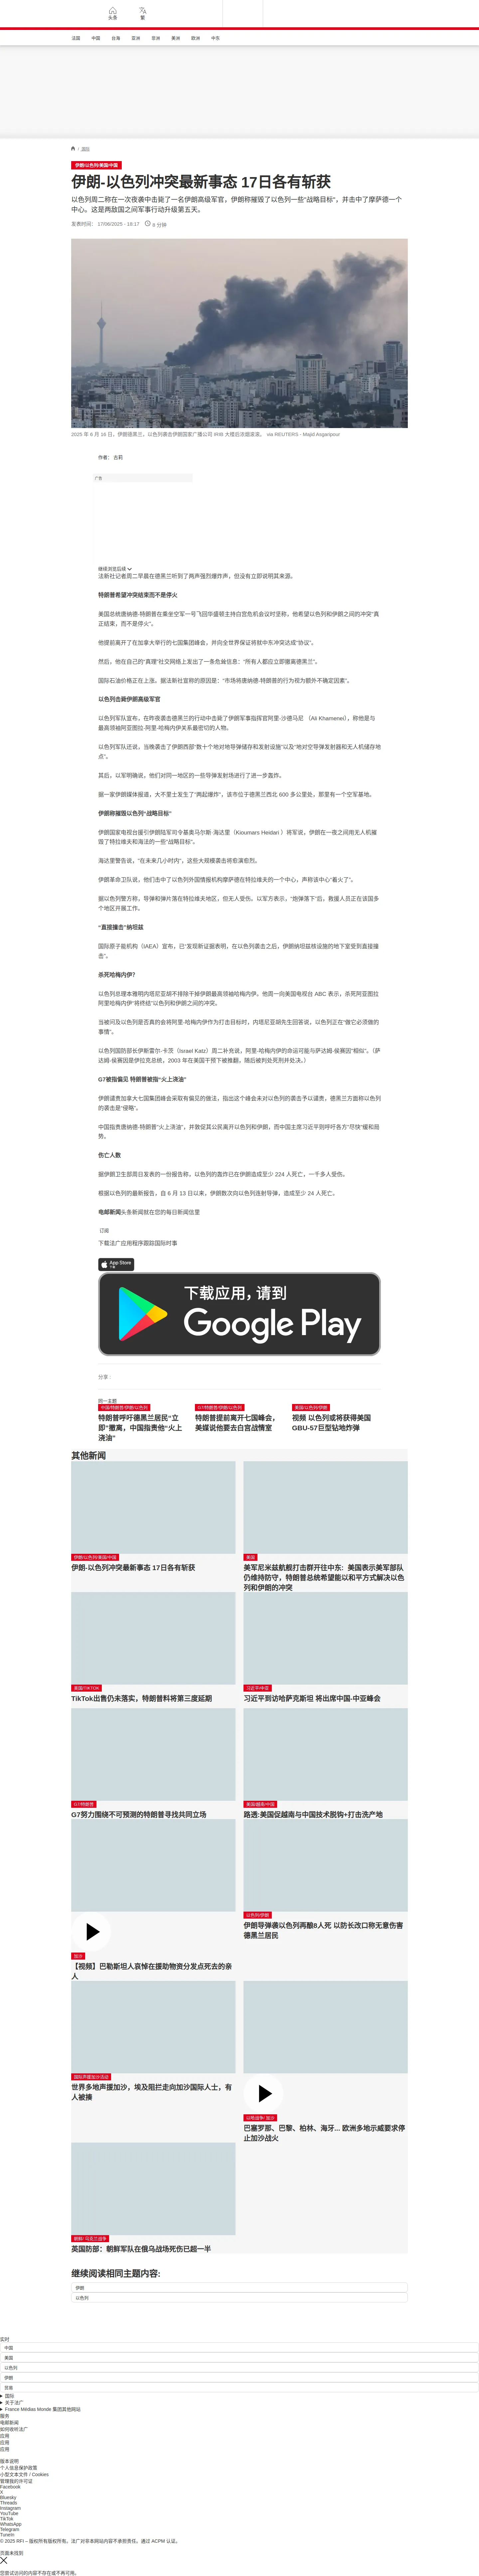 头条
繁
法国
中国
台海
亚洲
非洲
美洲
欧洲
中东
/ 国际
伊朗/以色列/美国/中国
伊朗-以色列冲突最新事态 17日各有斩获
以色列周二称在一次夜袭中击毙了一名伊朗高级军官，伊朗称摧毁了以色列一些“战略目标”，并击中了摩萨德一个
中心。这是两敌国之间军事行动升级第五天。
发表时间： 17/06/2025 - 18:17
8 分钟
2025 年 6 月 16 日，伊朗德黑兰，以色列袭击伊朗国家广播公司 IRIB 大楼后浓烟滚滚。 via REUTERS - Majid Asgaripour
作者： 古莉
广告
继续浏览后续
法新社记者周二早晨在德黑兰听到了两声强烈爆炸声，但没有立即说明其来源。
特朗普希望冲突结束而不是停火
美国总统唐纳德·特朗普在乘坐空军一号飞回华盛顿主持白宫危机会议时坚称，他希望以色列和伊朗之间的冲突“真
正结束，而不是停火”。
他提前离开了在加拿大举行的七国集团峰会，并向全世界保证将就中东冲突达成“协议”。
然后，他在自己的“真理”社交网络上发出了一条危耸信息：“所有人都应立即撤离德黑兰”。
国际石油价格正在上涨。据法新社宣称的原因是：“市场将唐纳德·特朗普的行为视为额外不确定因素”。
以色列击毙伊朗高级军官
以色列军队宣布，在昨夜袭击德黑兰的行动中击毙了伊朗军事指挥官阿里·沙德马尼 （Ali Khamenei），称他是与
最高领袖阿亚图拉·阿里·哈梅内伊关系最密切的人物。
以色列军队还说，当晚袭击了伊朗西部“数十个地对地导弹储存和发射设施”以及“地对空导弹发射器和无人机储存地
点”。
其后，以军明确说，他们对同一地区的一些导弹发射场进行了进一步轰炸。
据一家伊朗媒体报道，大不里士发生了“两起爆炸”，该市位于德黑兰西北 600 多公里处，那里有一个空军基地。
伊朗称摧毁以色列“战略目标”
伊朗国家电视台援引伊朗陆军司令基奥马尔斯·海达里（Kioumars Heidari ）将军说，伊朗在一夜之间用无人机摧
毁了特拉维夫和海法的一些“战略目标”。
海达里警告说，“在未来几小时内”，这些大规模袭击将愈演愈烈。
伊朗革命卫队说，他们击中了以色列外国情报机构摩萨德在特拉维夫的一个中心，声称该中心“着火了”。
据以色列警方称，导弹和弹片落在特拉维夫地区，但无人受伤。以军方表示，“炮弹落下”后，救援人员正在该国多
个地区开展工作。
“直接撞击”纳坦兹
国际原子能机构（IAEA）宣布，已“发现新证据表明，在以色列袭击之后，伊朗纳坦兹核设施的地下室受到直接撞
击”。
杀死哈梅内伊？
以色列总理本雅明内塔尼亚胡不排除干掉伊朗最高领袖哈梅内伊。他周一向美国电视台 ABC 表示，杀死阿亚图拉
阿里哈梅内伊“将终结”以色列和伊朗之间的冲突。
当被问及以色列是否真的会将阿里·哈梅内伊作为打击目标时，内塔尼亚胡先生回答说，以色列正在“做它必须做的
事情”。
以色列国防部长伊斯雷尔·卡茨（Israel Katz）周二补充说，阿里·哈梅内伊的命运可能与萨达姆·侯赛因“相似”。（萨
达姆·侯赛因是伊拉克总统，2003 年在美国干预下被推翻，随后被判处死刑并处决。）
G7被指偏见 特朗普被指“火上浇油”
伊朗谴责加拿大七国集团峰会采取有偏见的做法，指出这个峰会未对以色列的袭击予以谴责，德黑兰方面称以色列
的袭击是“侵略”。
中国指责唐纳德·特朗普“火上浇油”，并敦促其公民离开以色列和伊朗，而中国主席习近平则呼吁各方“尽快”缓和局
势。
伤亡人数
据伊朗卫生部周日发表的一份报告称，以色列的轰炸已在伊朗造成至少 224 人死亡，一千多人受伤。
根据以色列的最新报告，自 6 月 13 日以来，伊朗数次向以色列连射导弹，造成至少 24 人死亡。
电邮新闻头条新闻就在您的每日新闻信里
订阅
下载法广应用程序跟踪国际时事
App Store
下载应用，请到
Google Play
分享 :
同一主题
中国/特朗普/伊朗/以色列
特朗普呼吁德黑兰居民“立
即”撤离，中国指责他“火上
浇油”
G7/特朗普/伊朗/以色列
特朗普提前离开七国峰会，
美媒说他要去白宫战情室
美国/以色列/伊朗
视频 以色列或将获得美国
GBU-57巨型钻地炸弹
其他新闻
伊朗/以色列/美国/中国
伊朗-以色列冲突最新事态 17日各有斩获
美国
美军尼米兹航舰打击群开往中东: 美国表示美军部队
仍维持防守，特朗普总统希望能以和平方式解决以色
列和伊朗的冲突
美国/TIKTOK
TikTok出售仍未落实，特朗普料将第三度延期
习近平/中亚
习近平到访哈萨克斯坦 将出席中国-中亚峰会
G7/特朗普
G7努力围绕不可预测的特朗普寻找共同立场
美国/越南/中国
路透:美国促越南与中国技术脱钩+打击洗产地
加沙
【视频】巴勒斯坦人哀悼在援助物资分发点死去的亲
人
以色列/伊朗
伊朗导弹袭以色列再酿8人死 以防长改口称无意伤害
德黑兰居民
国际声援加沙活动
世界多地声援加沙，埃及阻拦走向加沙国际人士，有
人被揍
以哈战争/ 加沙
巴塞罗那、巴黎、柏林、海牙... 欧洲多地示威要求停
止加沙战火
朝鲜/ 乌克兰战争
英国防部：朝鲜军队在俄乌战场死伤已超一半
继续阅读相同主题内容:
伊朗
以色列
实时
中国
美国
以色列
伊朗
普京
国际
关于法广
France Médias Monde 集团其他网站
服务
电邮新闻
如何收听法广
应用
应用
应用
版本说明
个人信息保护政策
小型文本文件 / Cookies
管理我的许可证
Facebook
X
Bluesky
Threads
Instagram
YouTube
TikTok
WhatsApp
Telegram
TuneIn
© 2025 RFI – 版权所有版权所有。法广对非本网站内容不承担责任。通过 ACPM 认证。
页面未找到
您尝试访问的内容不存在或不再可用。